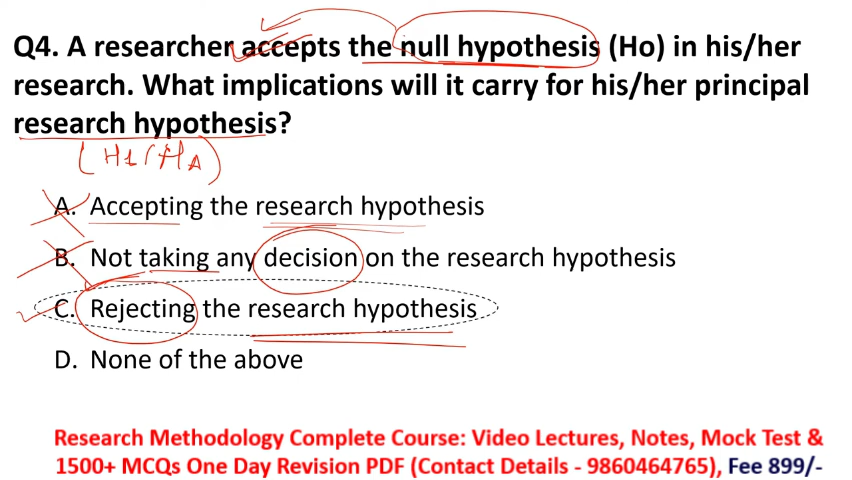 Q4. A researcher accepts the null hypothesis (Ho) in his/her
research. What implications will it carry for his/her principal
research hypothesis?
(H1/HA)
A. Accepting the research hypothesis
B. Not taking any decision on the research hypothesis
C. Rejecting the research hypothesis
D. None of the above
Research Methodology Complete Course: Video Lectures, Notes, Mock Test &
1500+ MCQs One Day Revision PDF (Contact Details - 9860464765), Fee 899/-